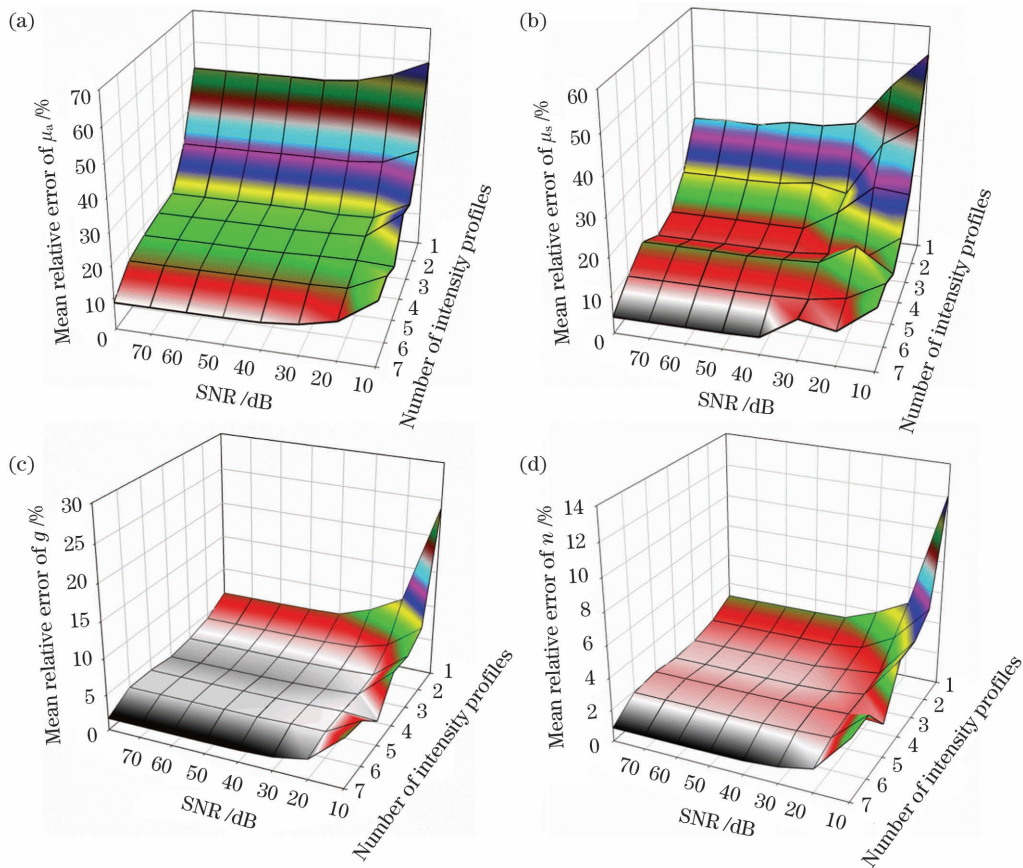 (a)
70
60
50
40
30
20
10
0
Mean relative error of μa /%
70 60 50 40 30 20 10
SNR /dB
1
2
3
4
5
6
7
Number of intensity profiles
(b)
60
50
40
30
20
10
0
Mean relative error of μs /%
70 60 50 40 30 20 10
SNR /dB
1
2
3
4
5
6
7
Number of intensity profiles
(c)
30
25
20
15
10
5
0
Mean relative error of g /%
70 60 50 40 30 20 10
SNR /dB
1
2
3
4
5
6
7
Number of intensity profiles
(d)
14
12
10
8
6
4
2
0
Mean relative error of n /%
70 60 50 40 30 20 10
SNR /dB
1
2
3
4
5
6
7
Number of intensity profiles